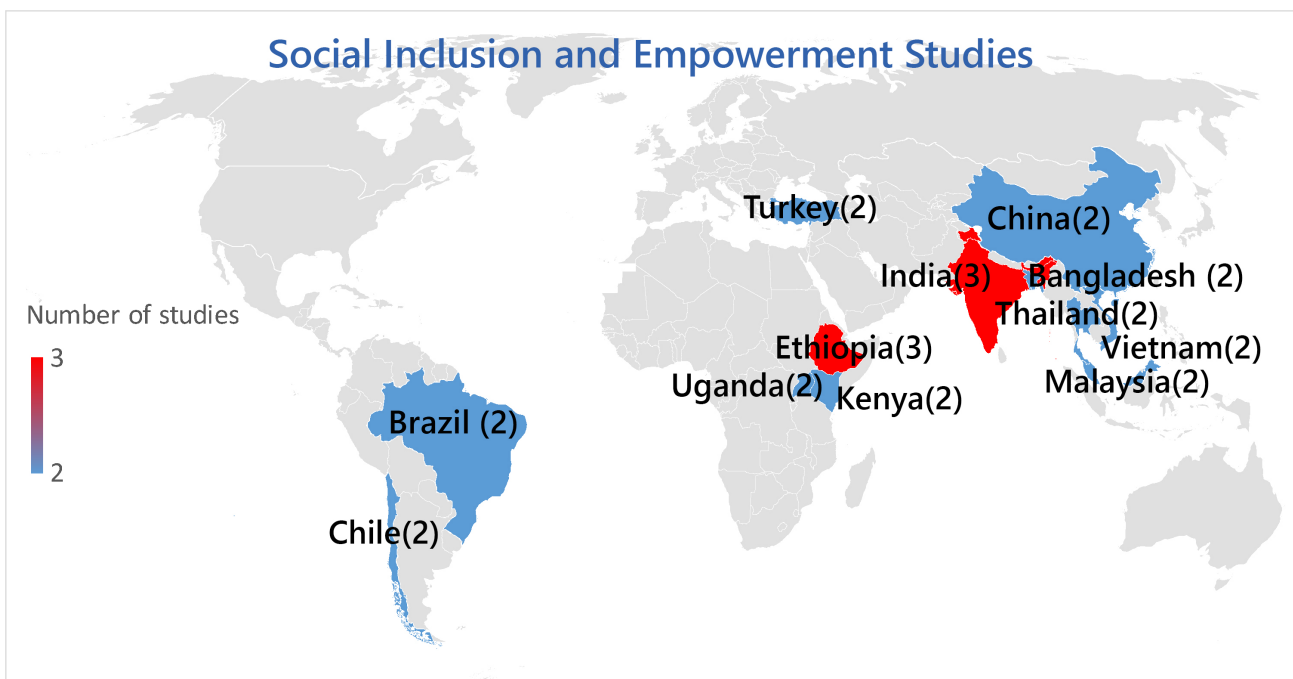 Social Inclusion and Empowerment Studies
Turkey(2)
China(2)
India(3)
Bangladesh (2)
Number of studies
Thailand(2)
3
Ethiopia(3)
Vietnam(2)
Uganda(2)
Malaysia(2)
Kenya(2)
Brazil (2)
2
Chile(2)